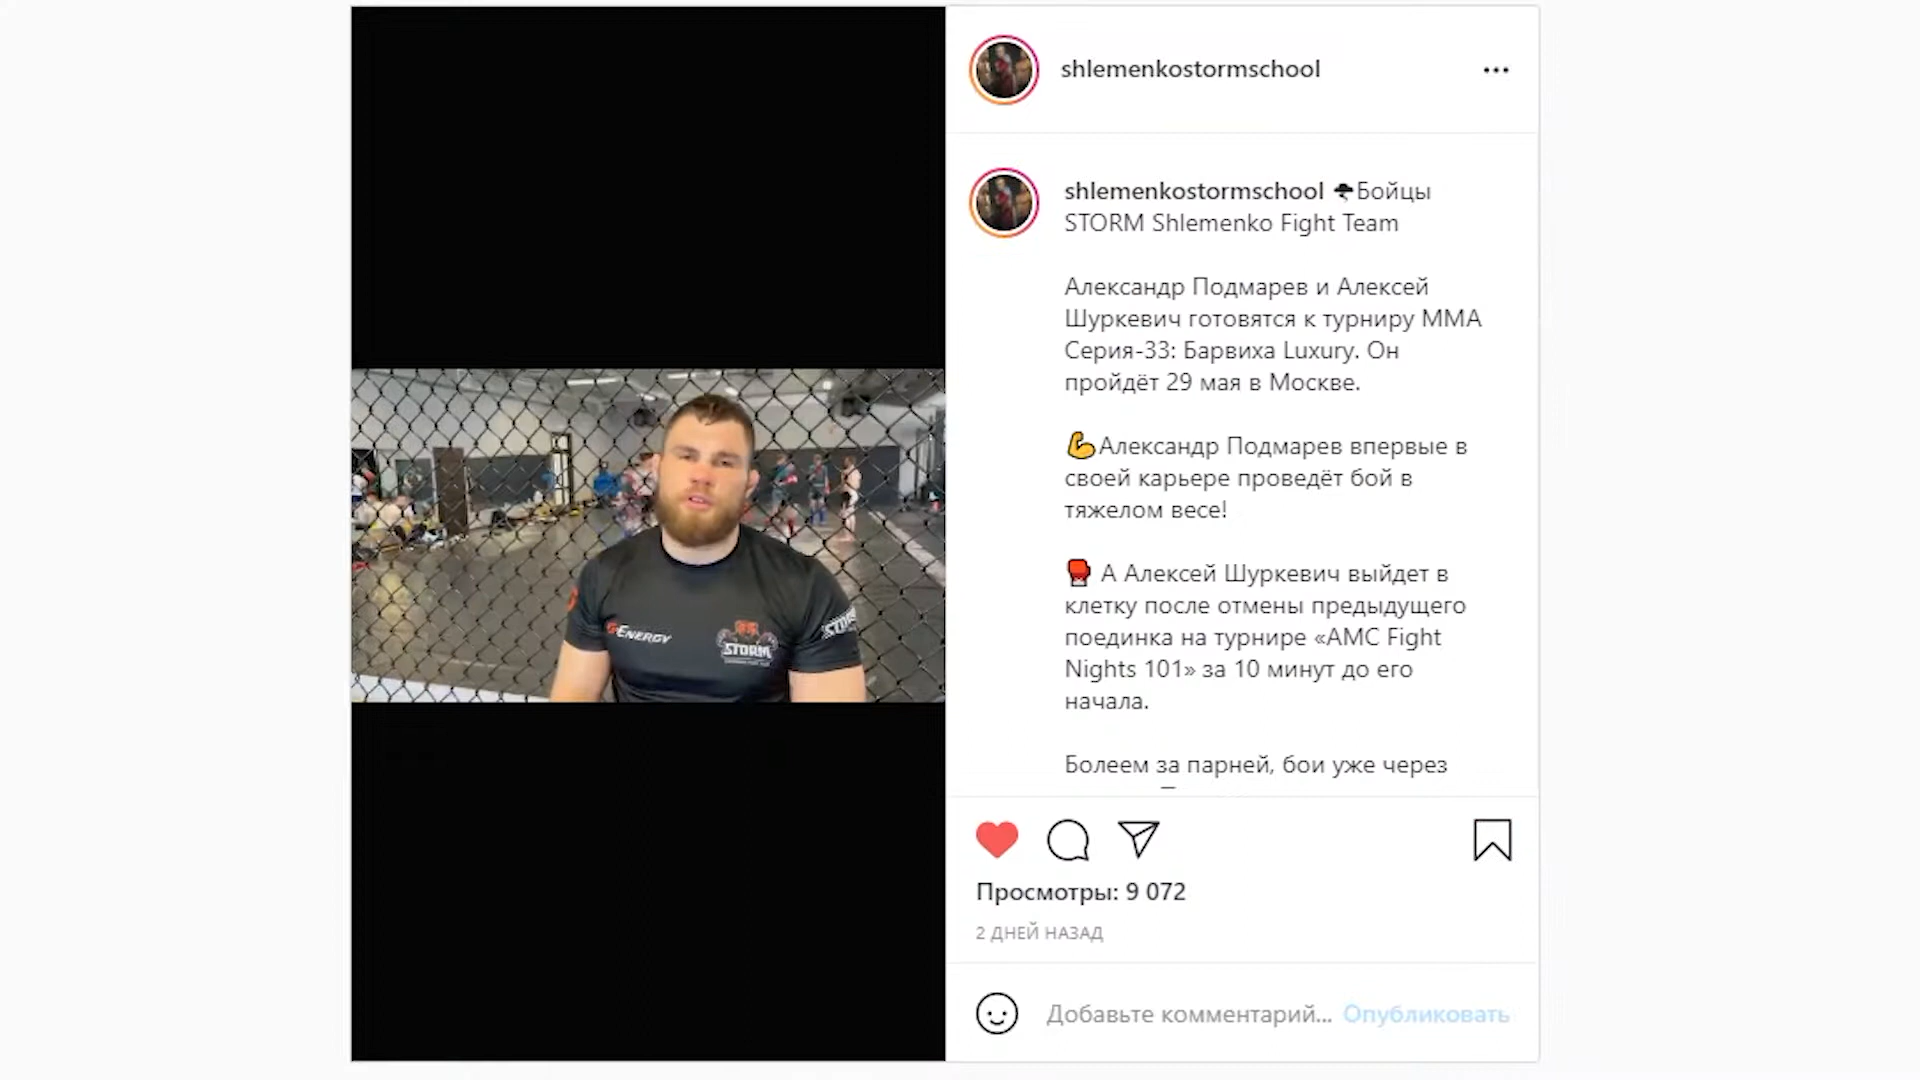 shlemenkostormschool
shlemenkostormschool 🌪Бойцы
STORM Shlemenko Fight Team
Александр Подмарев и Алексей
Шуркевич готовятся к турниру ММА
Серия-33: Барвиха Luxury. Он
пройдёт 29 мая в Москве.
💪Александр Подмарев впервые в
своей карьере проведёт бой в
тяжелом весе!
🥊 А Алексей Шуркевич выйдет в
клетку после отмены предыдущего
поединка на турнире «AMC Fight
Nights 101» за 10 минут до его
начала.
Болеем за парней, бои уже через
Просмотры: 9 072
2 ДНЕЙ НАЗАД
Добавьте комментарий... Опубликовать
G-ENERGY
STORM